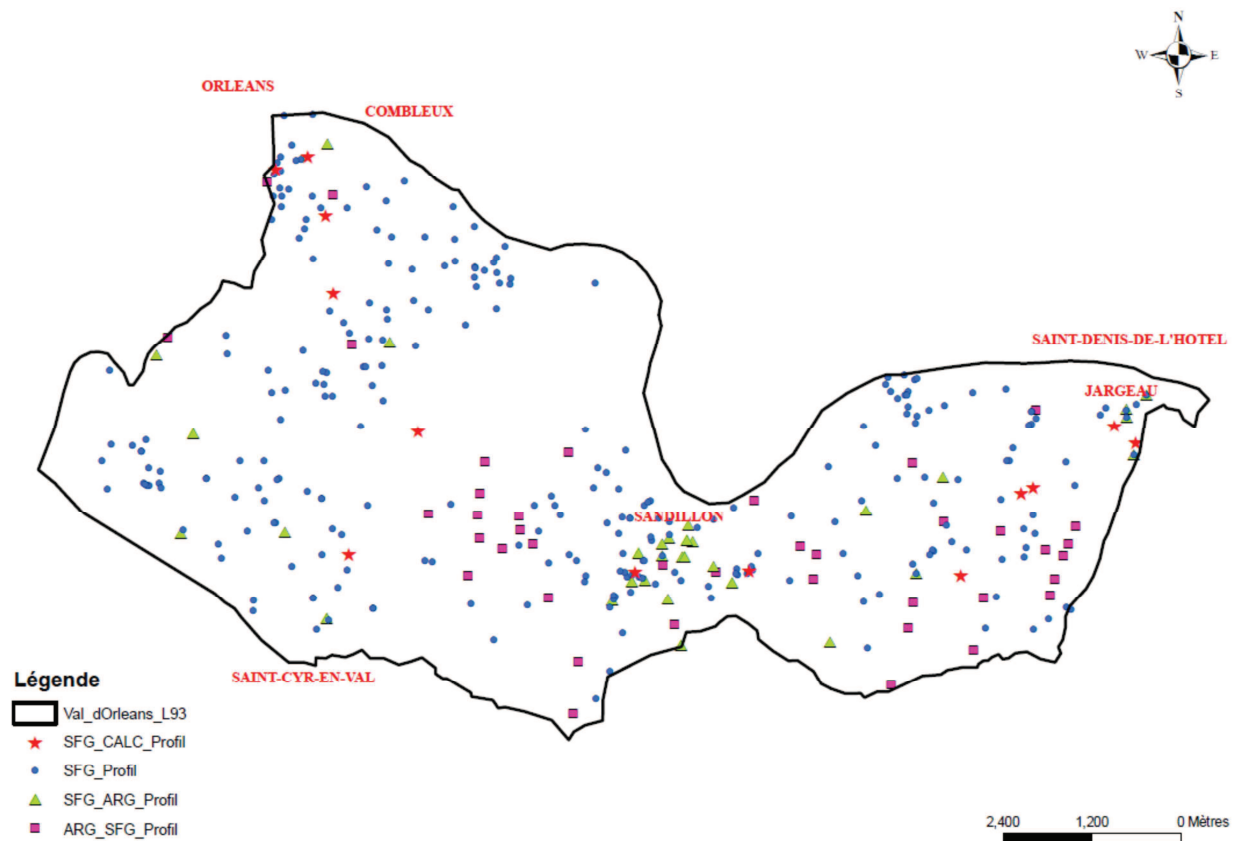 N
W E
S
ORLEANS
COMBLEUX
SAINT-DENIS-DE-L'HOTEL
JARGEAU
SANDILLON
SAINT-CYR-EN-VAL
Légende
Val_dOrleans_L93
SFG_CALC_Profil
SFG_Profil
SFG_ARG_Profil
ARG_SFG_Profil
2,400 1,200 0 Mètres